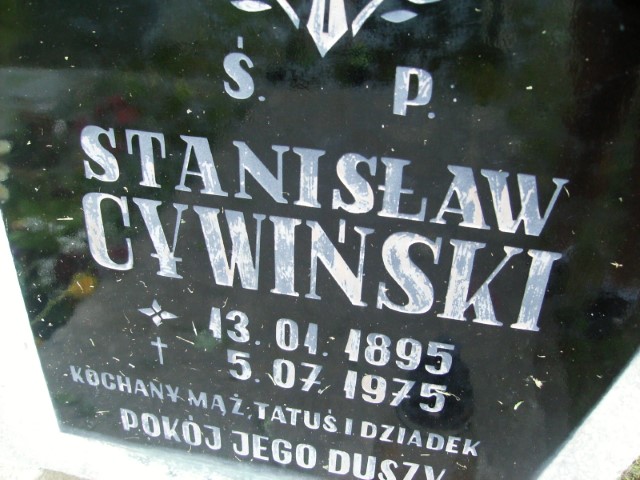 Ś. P.
STANISŁAW
CYWIŃSKI
13. 01. 1895
5. 07. 1975
KOCHANY MĄŻ, TATUŚ I DZIADEK
POKÓJ JEGO DUSZY